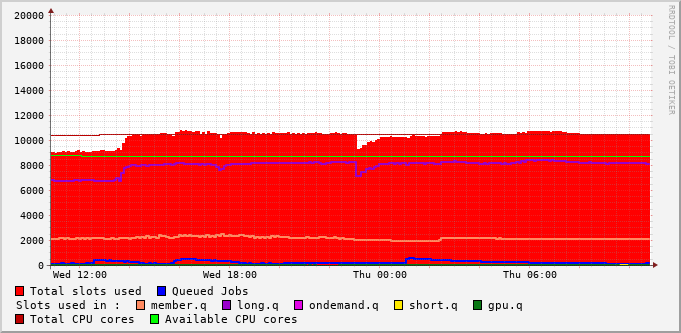 20000
18000
16000
14000
12000
10000
8000
6000
4000
2000
0
Wed 12:00 Wed 18:00 Thu 00:00 Thu 06:00
RRDTOOL / TOBI OETIKER
Total slots used Queued Jobs
Slots used in : member.q long.q ondemand.q short.q gpu.q
Total CPU cores Available CPU cores